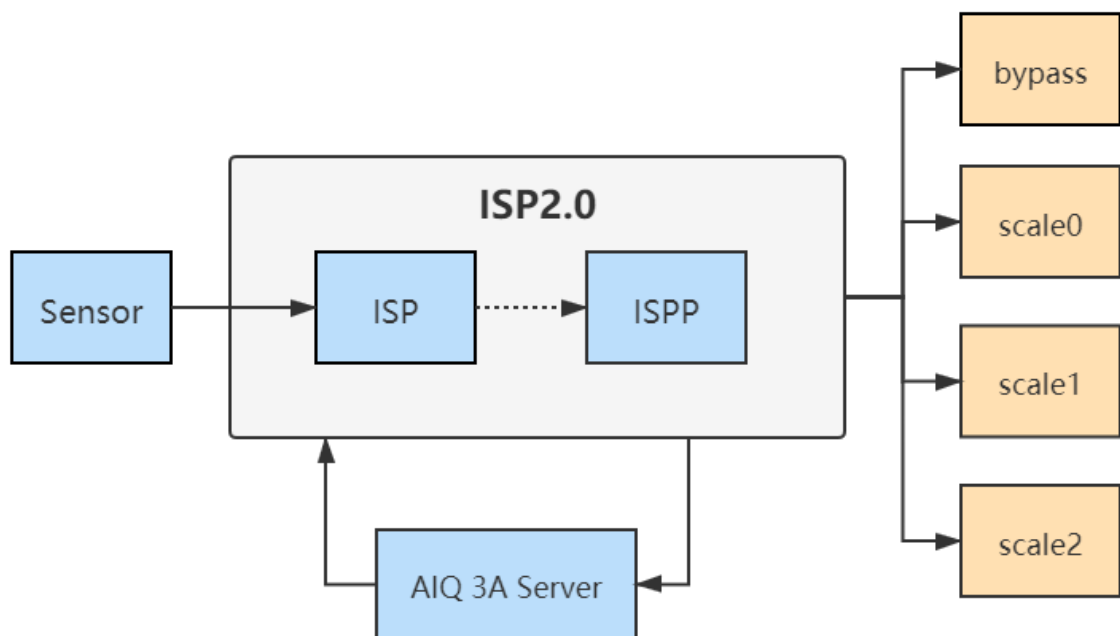 bypass
ISP2.0
scale0
Sensor
ISP
ISPP
scale1
AIQ 3A Server
scale2